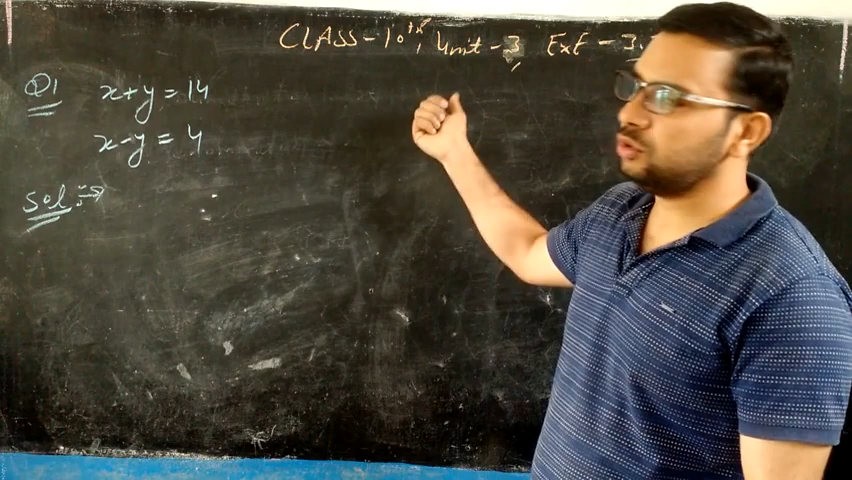 CLASS - 10th, Unit - 3 ExE - 3.
Q1 x+y = 14
x-y = 4
Sol :⇒